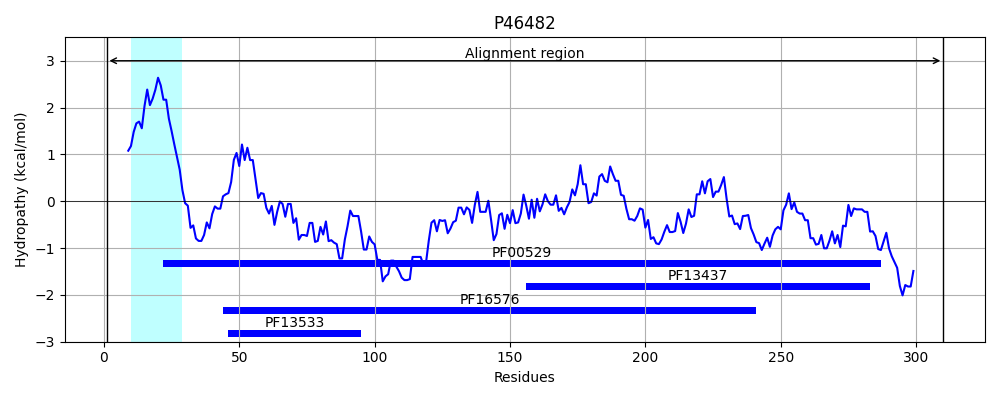 P46482
Alignment region
3
2
1
0
−1
−2
−3
Hydropathy (kcal/mol)
PF00529
PF13437
PF16576
PF13533
0 50 100 150 200 250 300
Residues